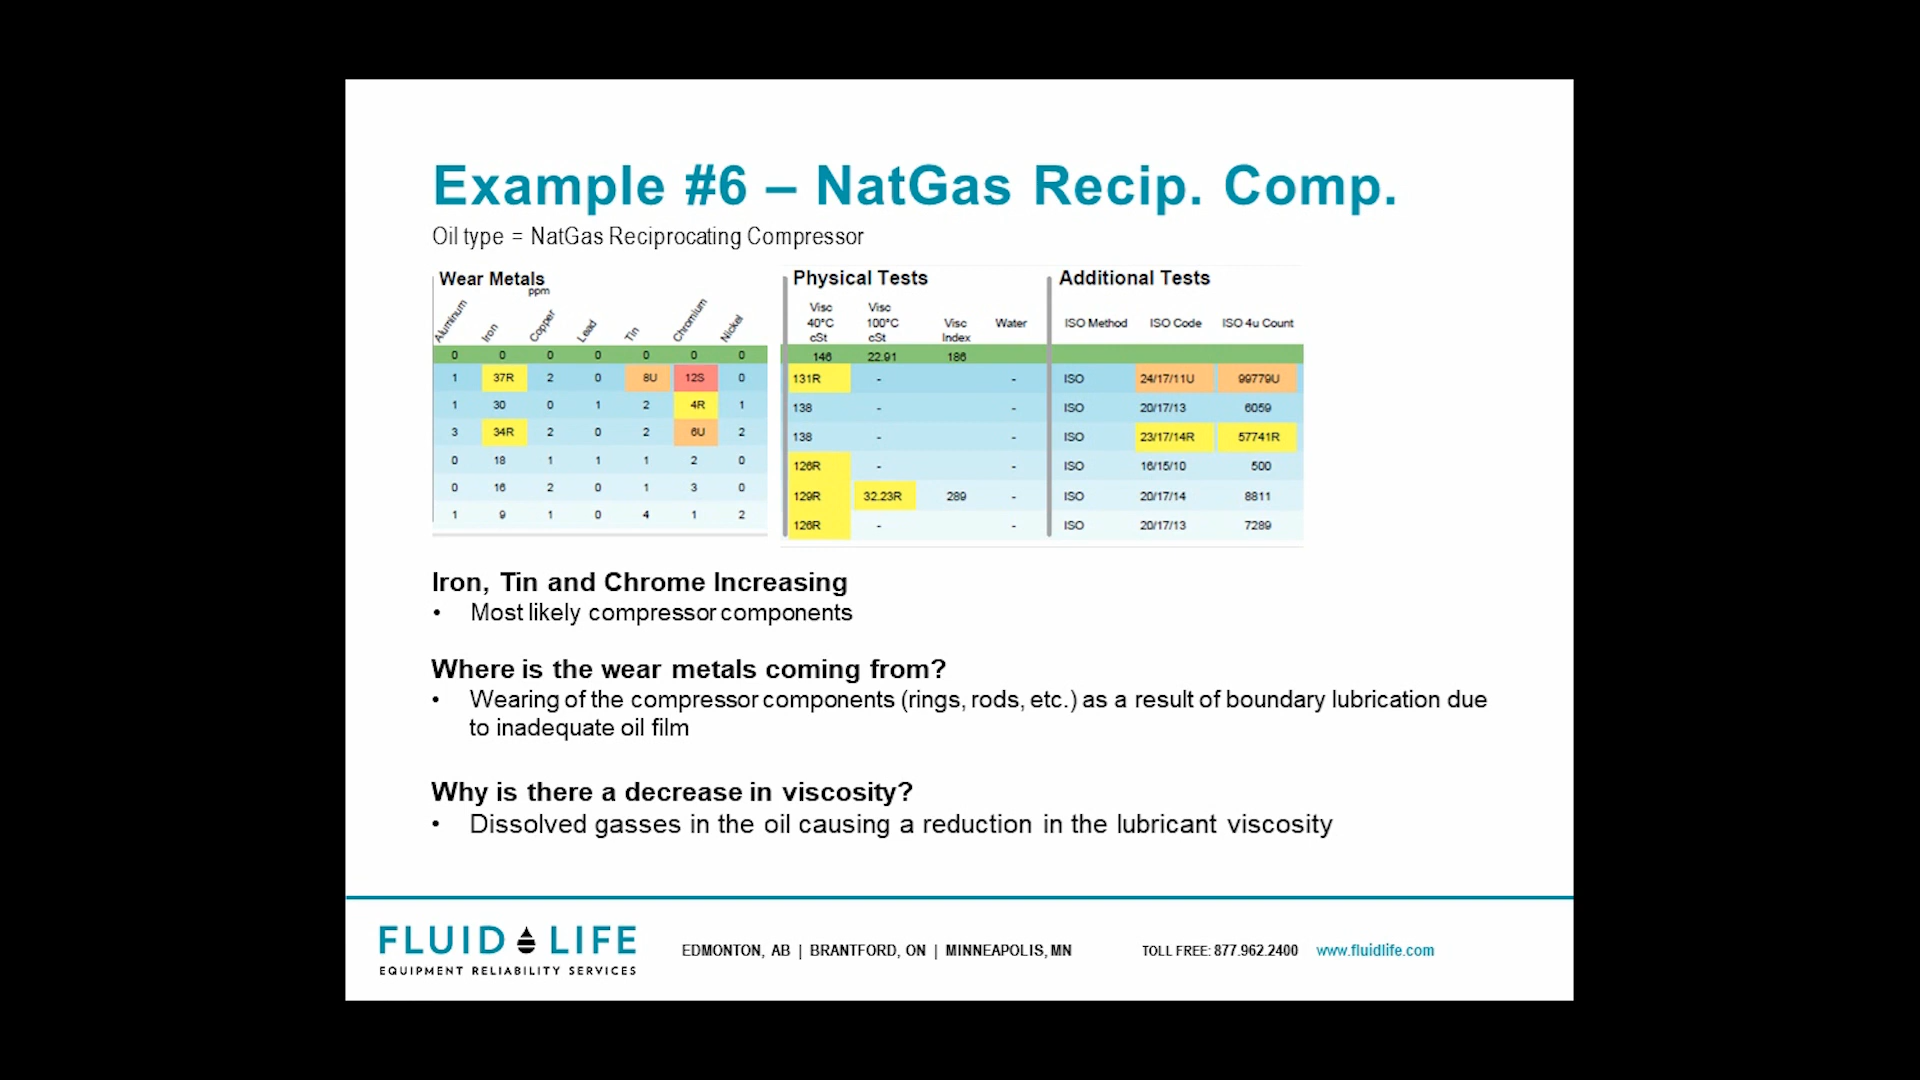 Example #6 – NatGas Recip. Comp.
Oil type = NatGas Reciprocating Compressor
Wear Metals
ppm
Aluminum Iron Copper Lead Tin Chromium Nickel
0 0 0 0 0 0 0
1 37R 2 0 8U 12S 0
1 30 0 1 2 4R 1
3 34R 2 0 2 6U 2
0 18 1 1 1 2 0
0 16 2 0 1 3 0
1 9 1 0 4 1 2
Physical Tests
Visc 40°C cSt Visc 100°C cSt Visc Index Water
146 22.91 186
131R - -
138 - -
138 - -
126R - -
129R 32.23R 289 -
126R - -
Additional Tests
ISO Method ISO Code ISO 4u Count
ISO 24/17/11U 99779U
ISO 20/17/13 6059
ISO 23/17/14R 57741R
ISO 16/15/10 500
ISO 20/17/14 8811
ISO 20/17/13 7289
Iron, Tin and Chrome Increasing
• Most likely compressor components
Where is the wear metals coming from?
• Wearing of the compressor components (rings, rods, etc.) as a result of boundary lubrication due
to inadequate oil film
Why is there a decrease in viscosity?
• Dissolved gasses in the oil causing a reduction in the lubricant viscosity
FLUID LIFE
EQUIPMENT RELIABILITY SERVICES
EDMONTON, AB | BRANTFORD, ON | MINNEAPOLIS, MN
TOLL FREE: 877.962.2400 www.fluidlife.com